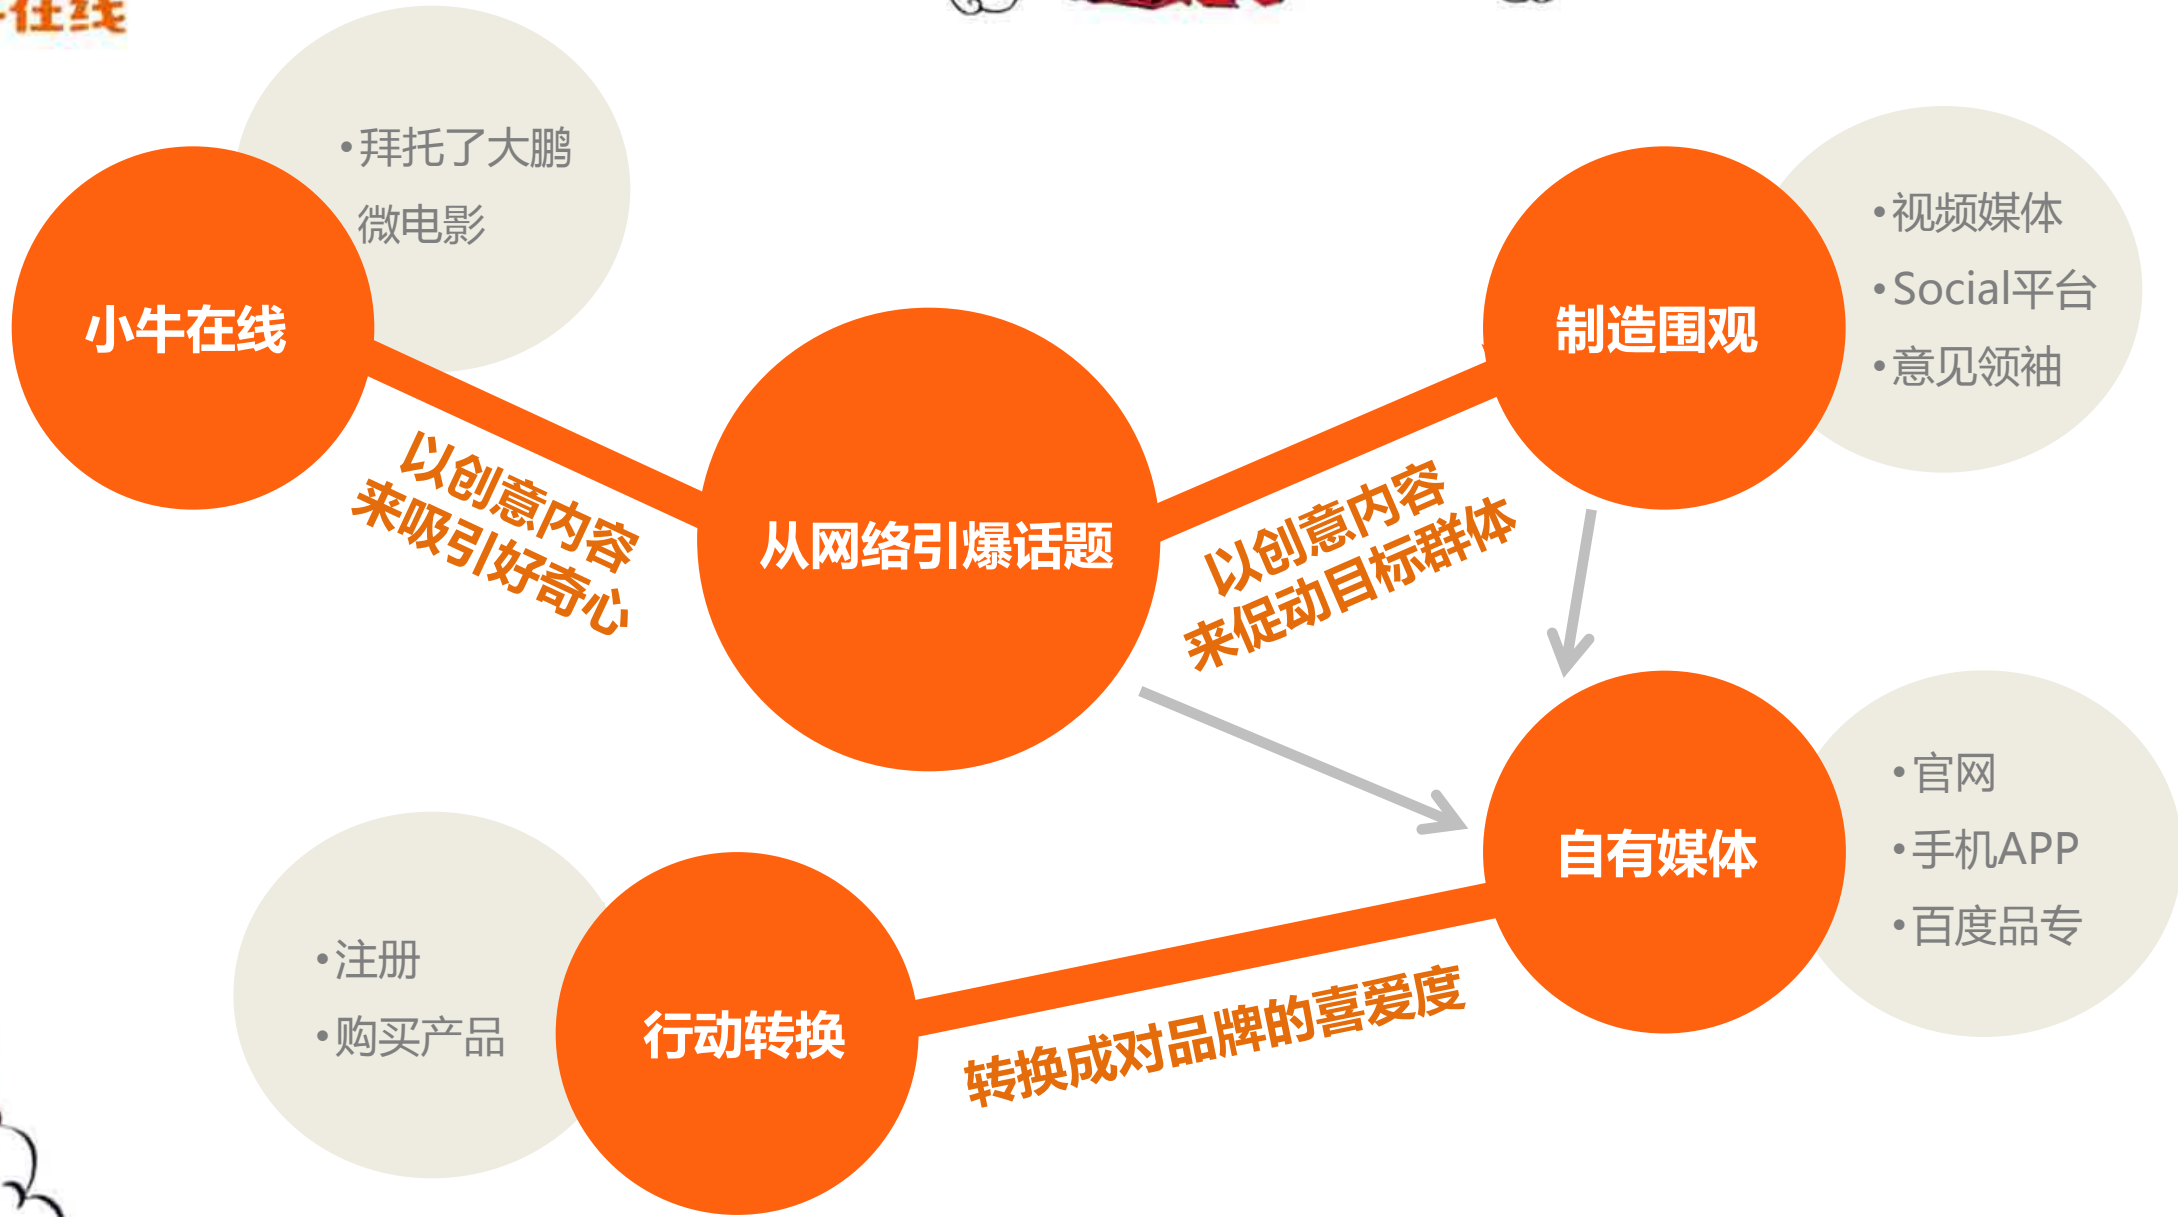 在线
•拜托了大鹏
微电影
小牛在线
以创意内容
来吸引好奇心
从网络引爆话题
以创意内容
来促动目标群体
制造围观
•视频媒体
•Social平台
•意见领袖
自有媒体
•官网
•手机APP
•百度品专
转换成对品牌的喜爱度
行动转换
•注册
•购买产品